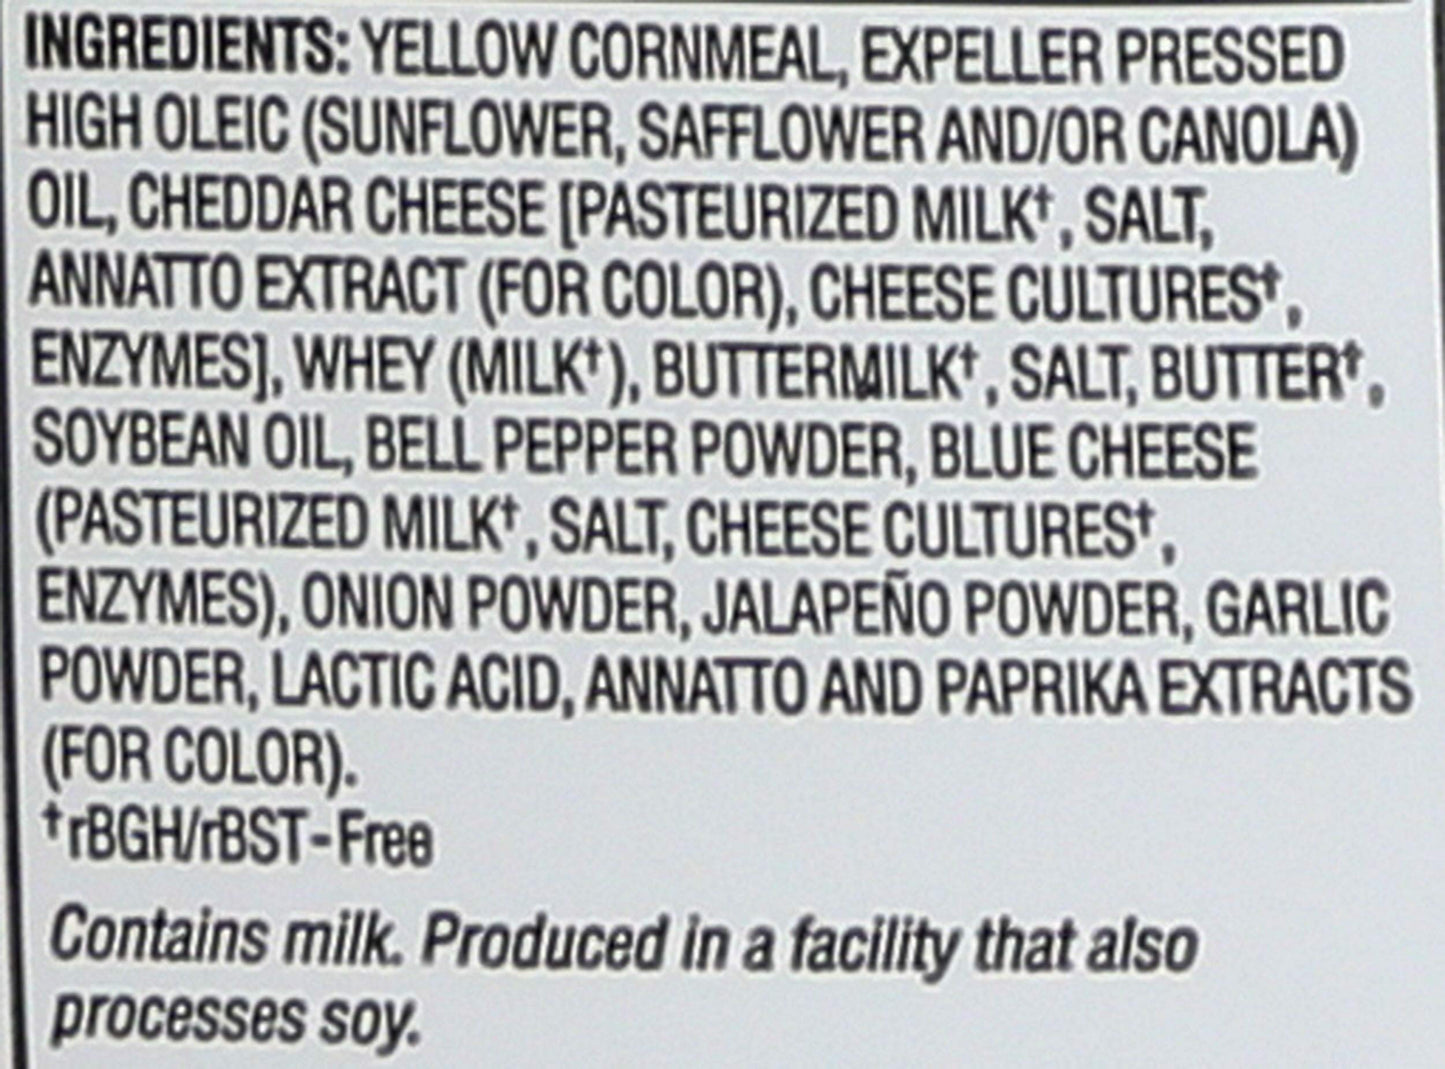 INGREDIENTS: YELLOW CORNMEAL, EXPELLER PRESSED
HIGH OLEIC (SUNFLOWER, SAFFLOWER AND/OR CANOLA)
OIL, CHEDDAR CHEESE [PASTEURIZED MILK†, SALT,
ANNATTO EXTRACT (FOR COLOR), CHEESE CULTURES†,
ENZYMES], WHEY (MILK†), BUTTERMILK†, SALT, BUTTER†,
SOYBEAN OIL, BELL PEPPER POWDER, BLUE CHEESE
(PASTEURIZED MILK†, SALT, CHEESE CULTURES†,
ENZYMES), ONION POWDER, JALAPEÑO POWDER, GARLIC
POWDER, LACTIC ACID, ANNATTO AND PAPRIKA EXTRACTS
(FOR COLOR).
†rBGH/rBST-Free
Contains milk. Produced in a facility that also
processes soy.